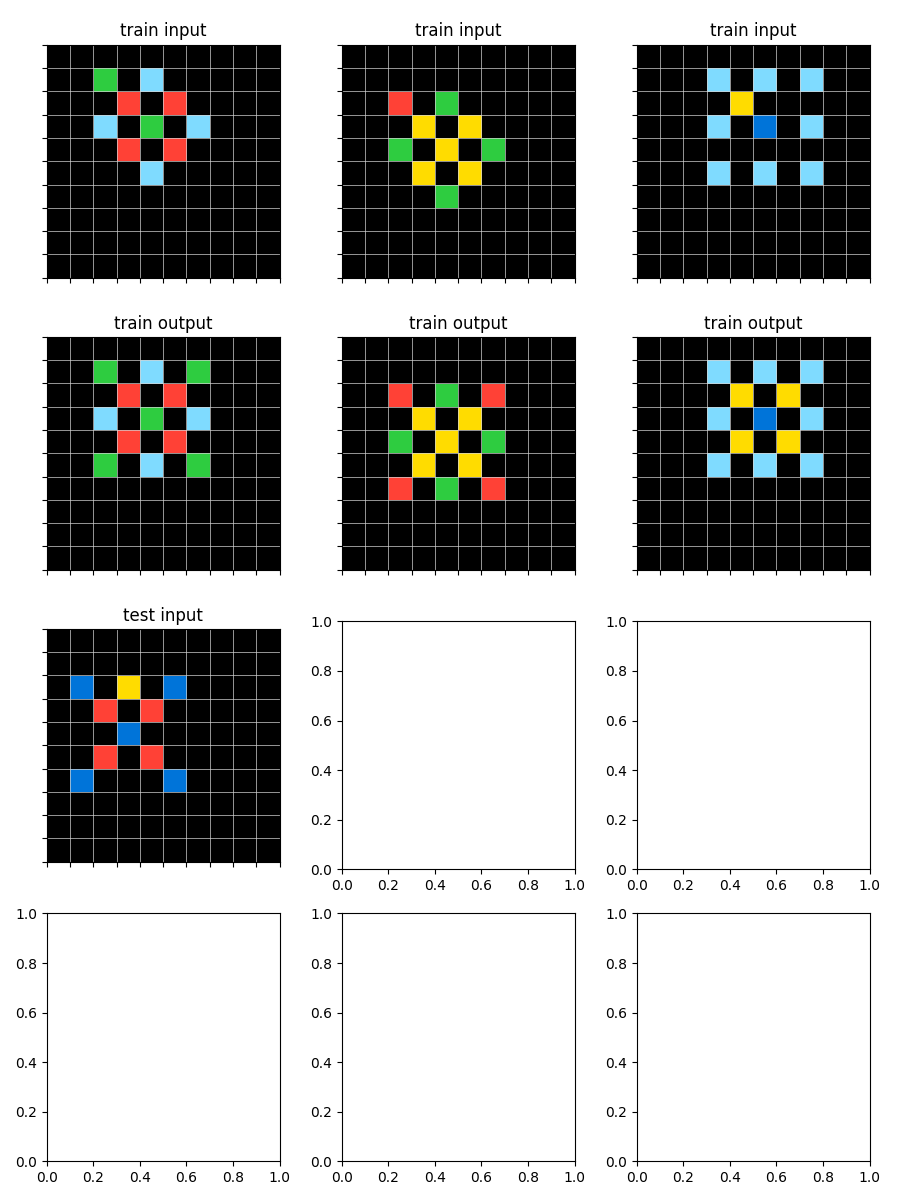 train input train input train input
train output train output train output
test input
1.0 1.0
0.8 0.8
0.6 0.6
0.4 0.4
0.2 0.2
0.0 0.0
0.0 0.2 0.4 0.6 0.8 1.0 0.0 0.2 0.4 0.6 0.8 1.0
1.0 1.0 1.0
0.8 0.8 0.8
0.6 0.6 0.6
0.4 0.4 0.4
0.2 0.2 0.2
0.0 0.0 0.0
0.0 0.2 0.4 0.6 0.8 1.0 0.0 0.2 0.4 0.6 0.8 1.0 0.0 0.2 0.4 0.6 0.8 1.0